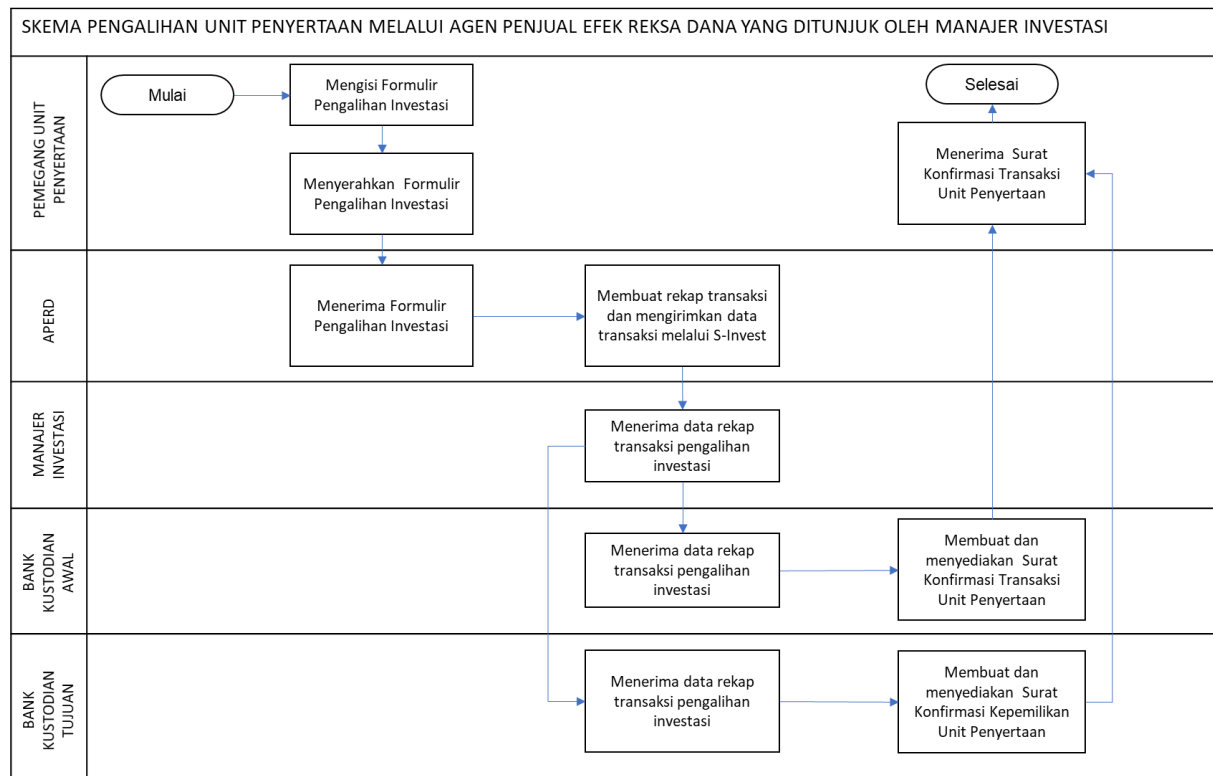 SKEMA PENGALIHAN UNIT PENYERTAAN MELALUI AGEN PENJUAL EFEK REKSA DANA YANG DITUNJUK OLEH MANAJER INVESTASI
PEMEGANG UNIT
PENYERTAAN
Mulai
Mengisi Formulir
Pengalihan Investasi
Selesai
Menyerahkan Formulir
Pengalihan Investasi
Menerima Surat
Konfirmasi Transaksi
Unit Penyertaan
APERD
Menerima Formulir
Pengalihan Investasi
Membuat rekap transaksi
dan mengirimkan data
transaksi melalui S-Invest
MANAJER
INVESTASI
Menerima data rekap
transaksi pengalihan
investasi
BANK
KUSTODIAN
AWAL
Menerima data rekap
transaksi pengalihan
investasi
Membuat dan
menyediakan Surat
Konfirmasi Transaksi
Unit Penyertaan
BANK
KUSTODIAN
TUJUAN
Menerima data rekap
transaksi pengalihan
investasi
Membuat dan
menyediakan Surat
Konfirmasi Kepemilikan
Unit Penyertaan